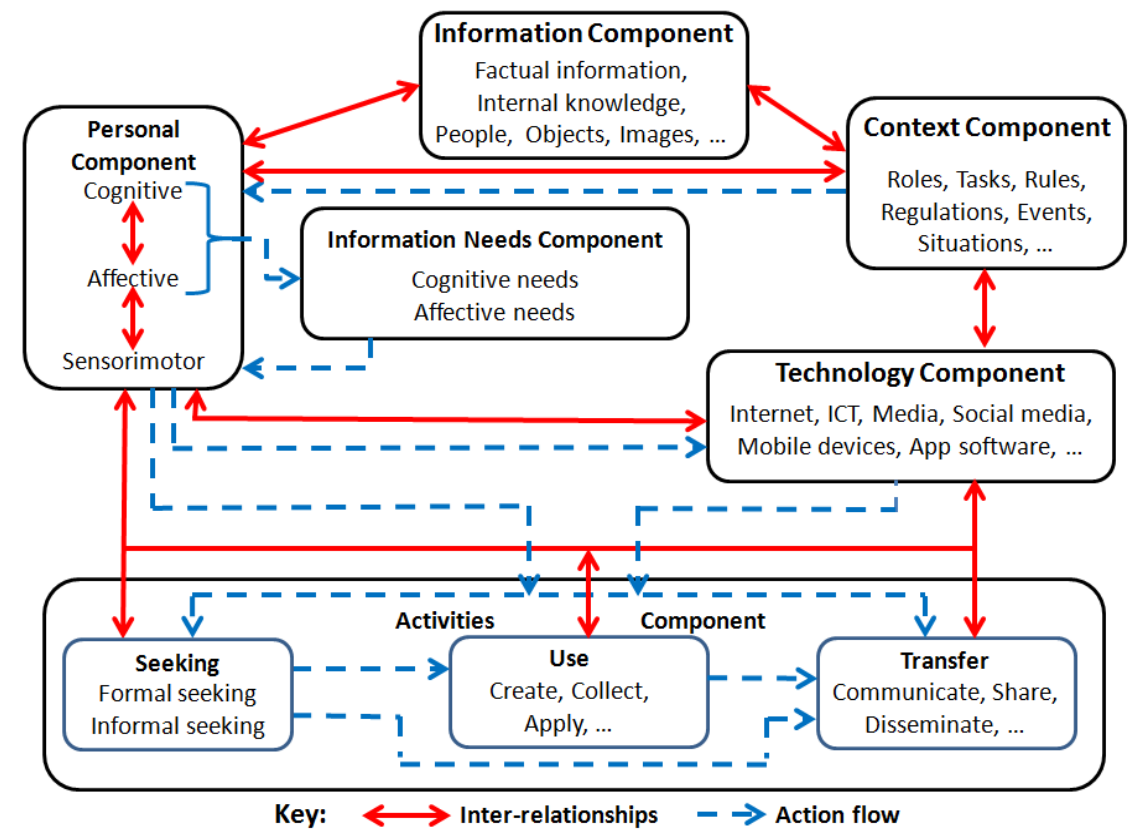 Information Component
Factual information,
Internal knowledge,
People, Objects, Images, ...
Personal
Component
Cognitive
Affective
Sensorimotor
Context Component
Roles, Tasks, Rules,
Regulations, Events,
Situations, ...
Information Needs Component
Cognitive needs
Affective needs
Technology Component
Internet, ICT, Media, Social media,
Mobile devices, App software, ...
Activities Component
Seeking
Formal seeking
Informal seeking
Use
Create, Collect,
Apply, ...
Transfer
Communicate, Share,
Disseminate, ...
Key: Inter-relationships Action flow